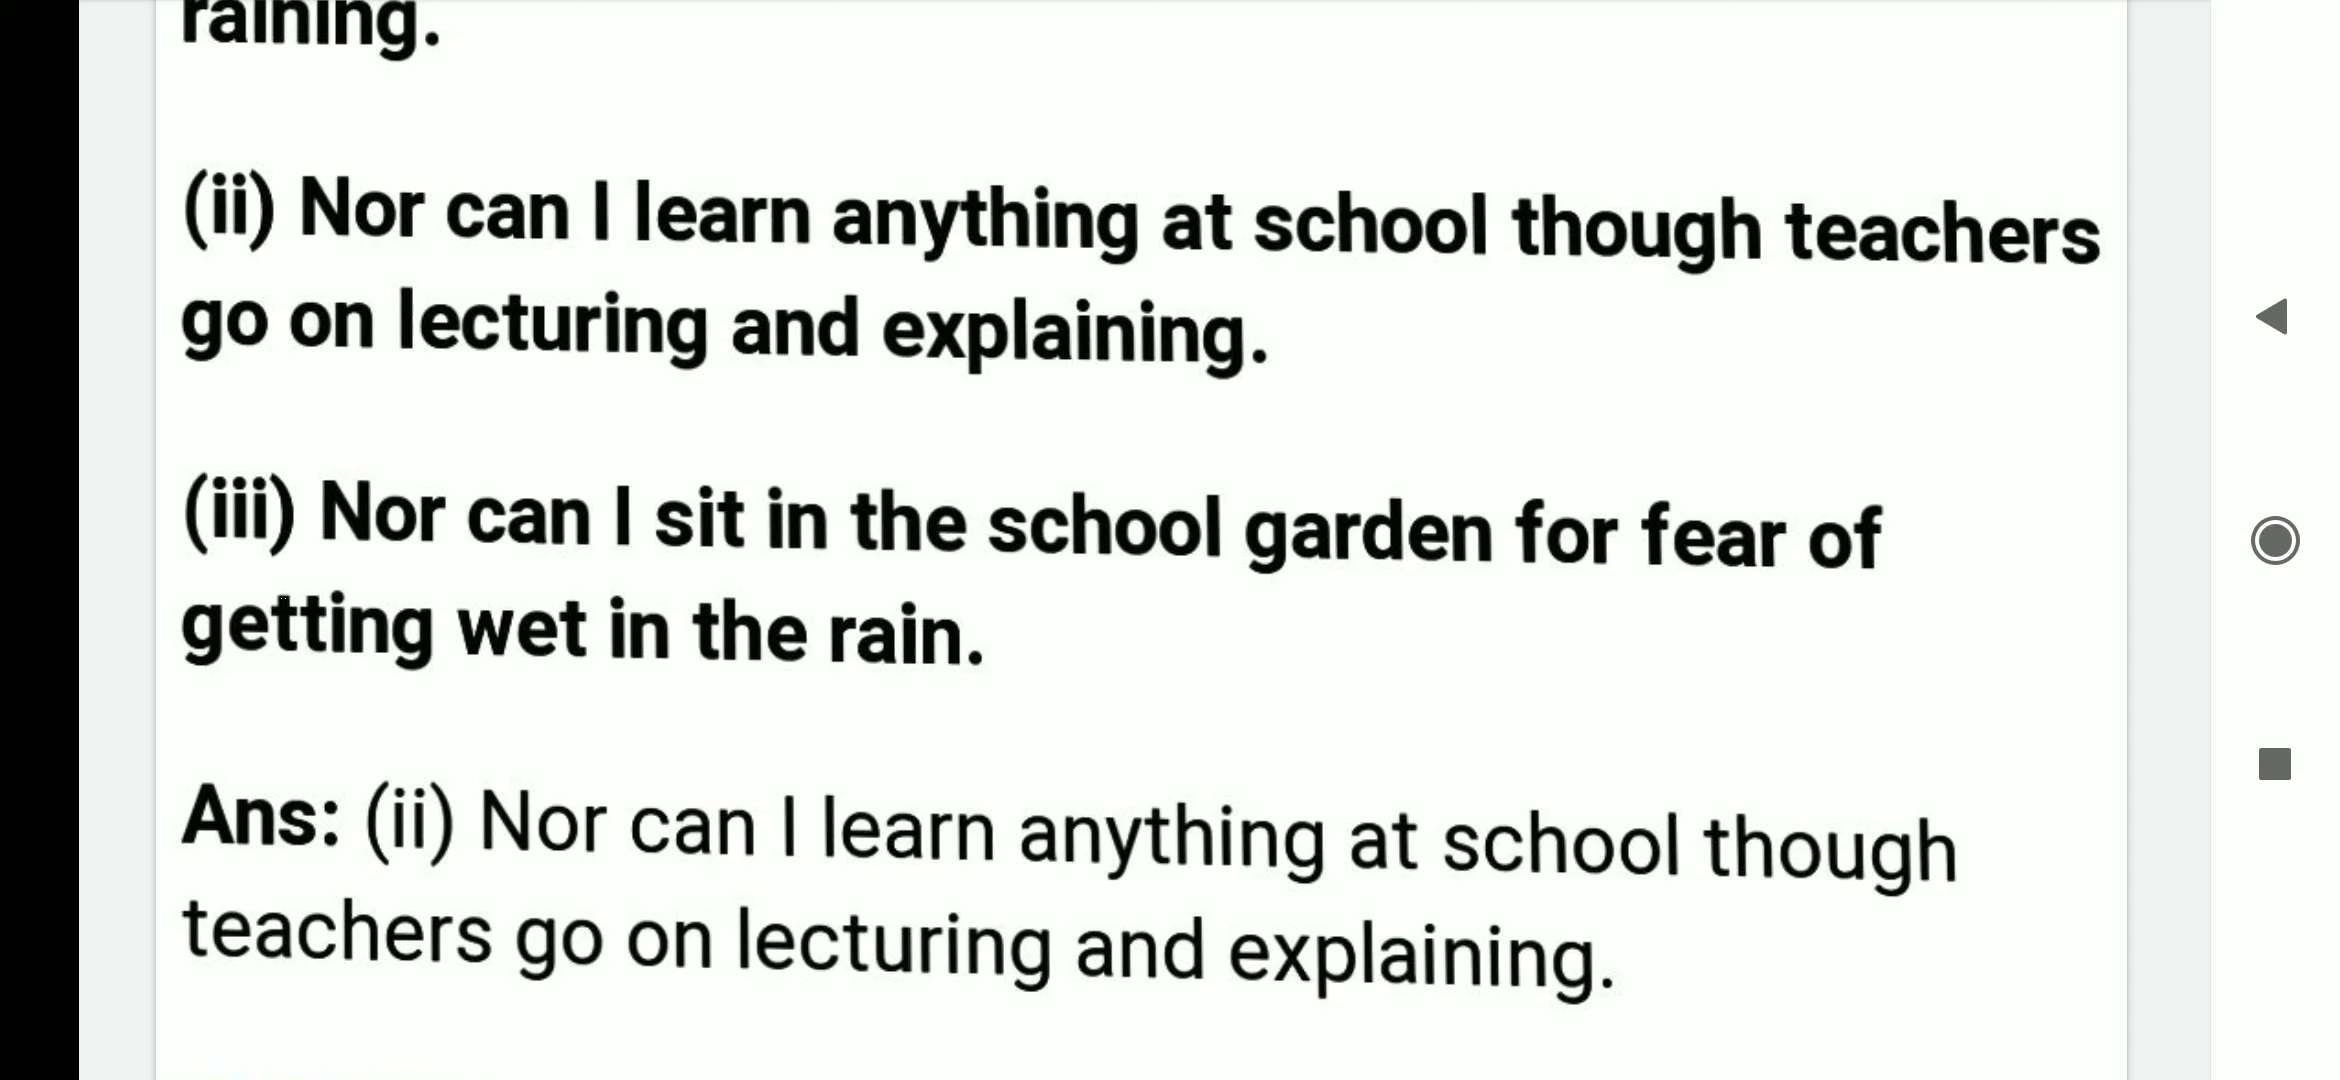 raining.
(ii) Nor can I learn anything at school though teachers
go on lecturing and explaining.
(iii) Nor can I sit in the school garden for fear of
getting wet in the rain.
Ans: (ii) Nor can I learn anything at school though
teachers go on lecturing and explaining.